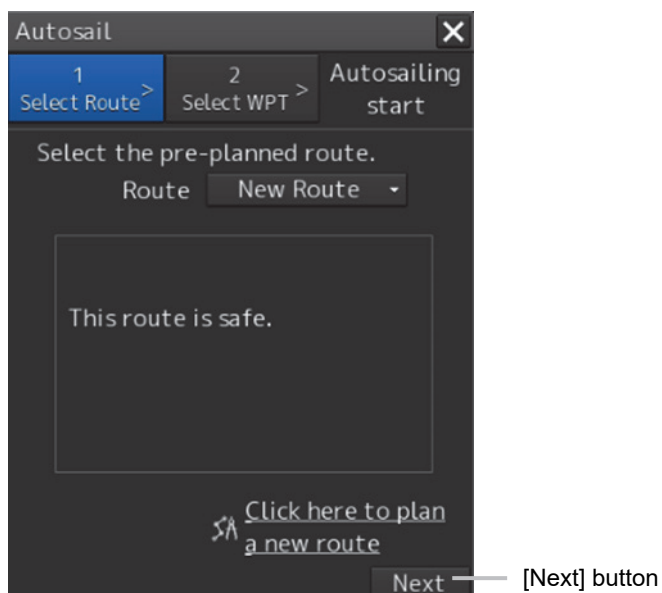 Autosail
1
Select Route >
2
Select WPT >
Autosailing
start
Select the pre-planned route.
Route New Route
This route is safe.
Click here to plan
a new route
Next
[Next] button